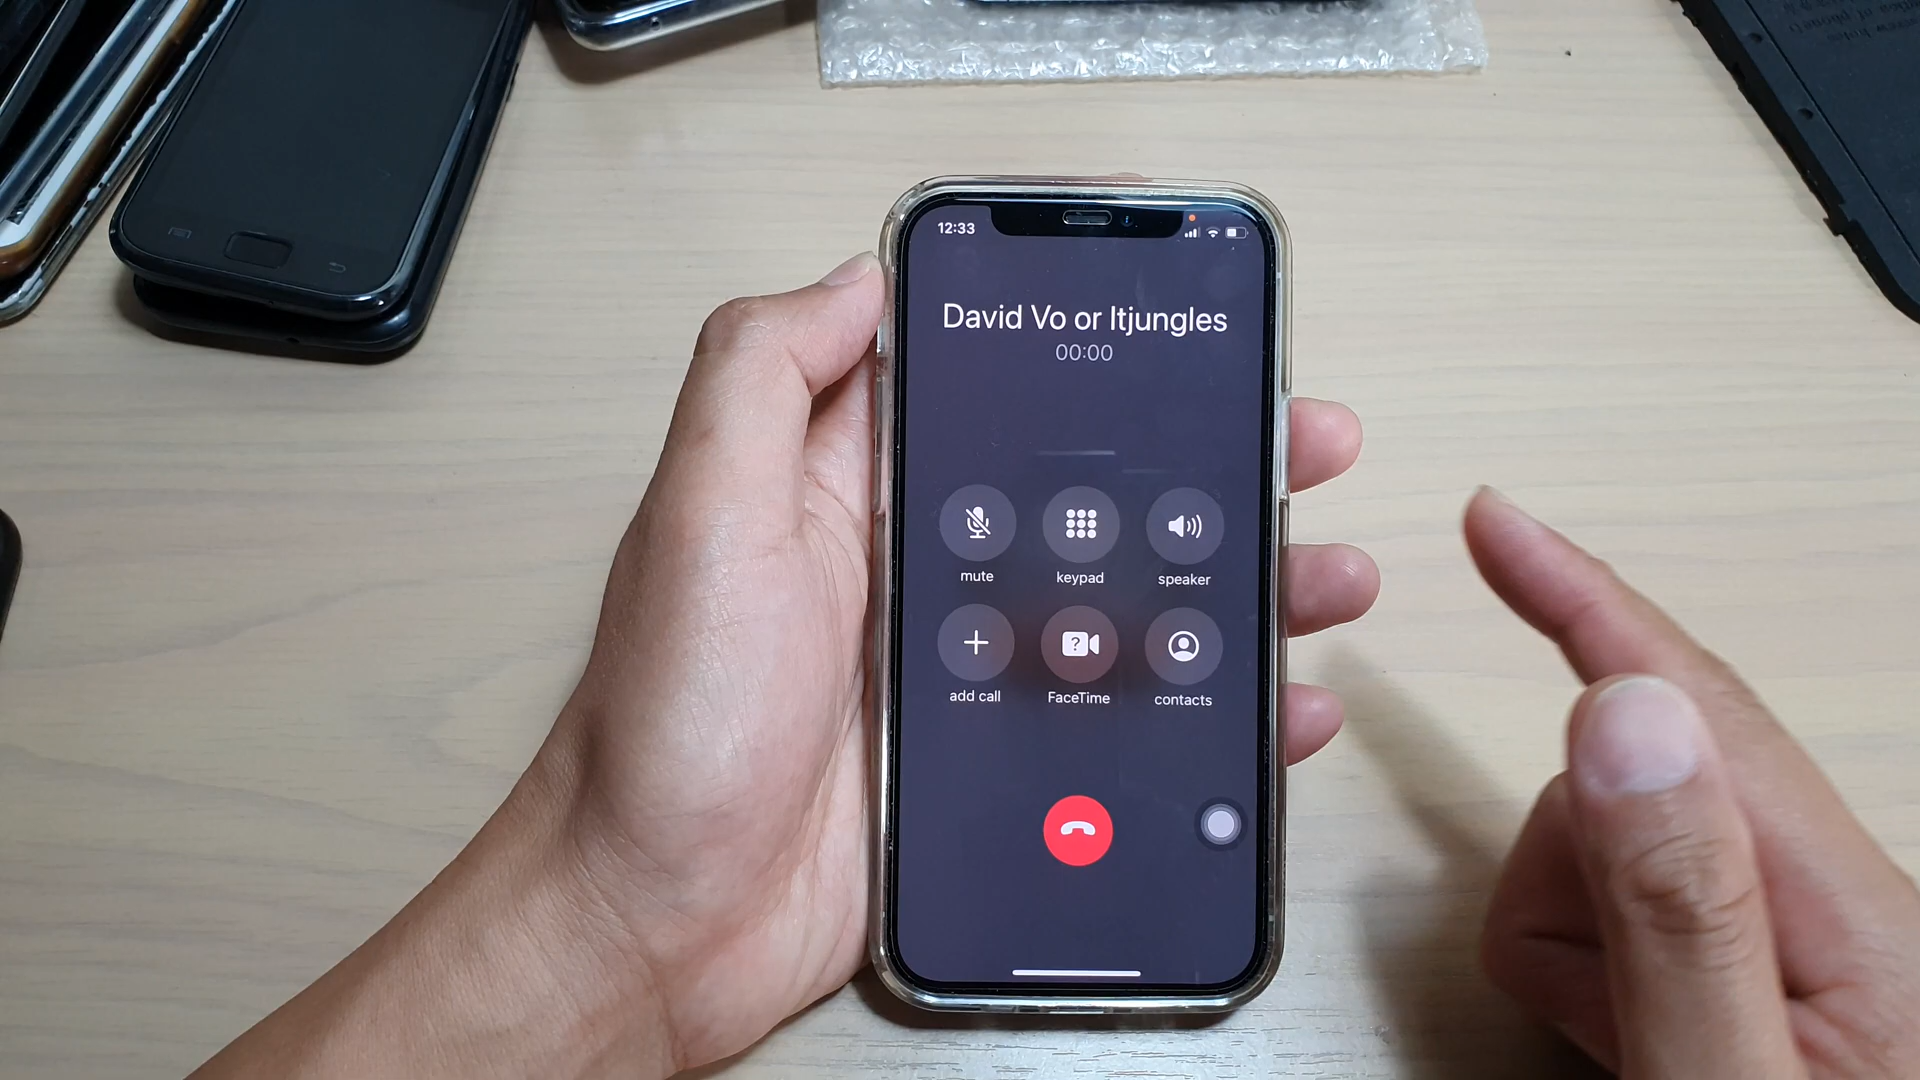 12:33
David Vo or Itjungles
00:00
mute keypad speaker
?
add call FaceTime contacts